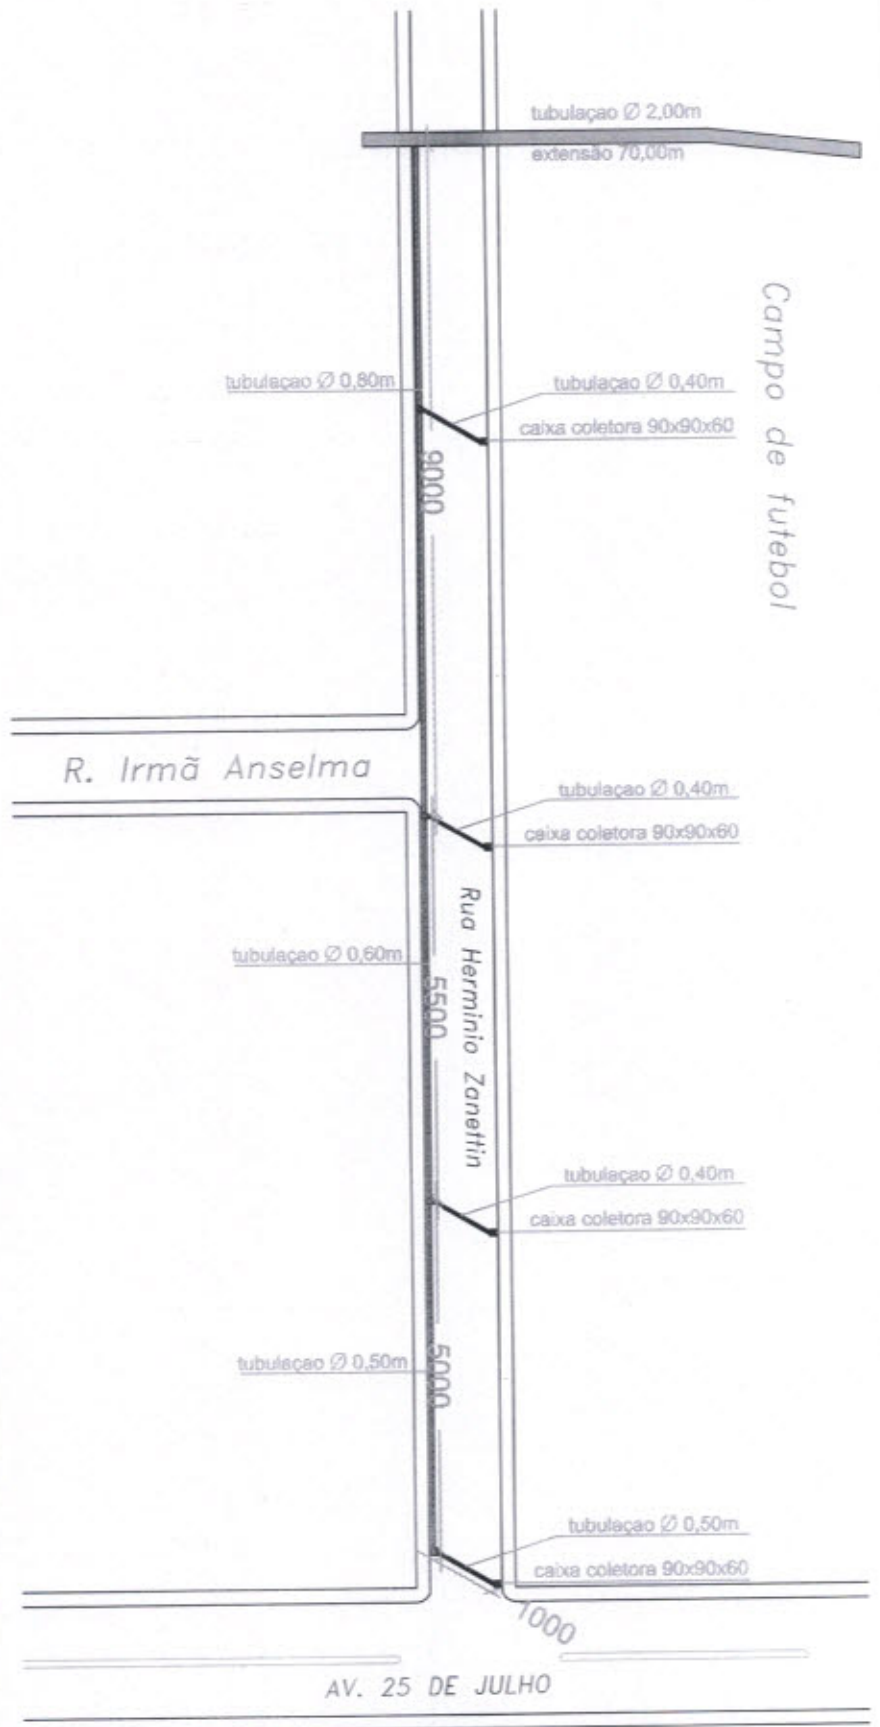 tubulaçao Ø 2,00m
extensão 70,00m
Campo de futebol
tubulaçao Ø 0,80m
tubulaçao Ø 0,40m
caixa coletora 90x90x60
9000
R. Irmã Anselma
tubulaçao Ø 0,40m
caixa coletora 90x90x60
Rua Herminio Zanettin
tubulaçao Ø 0,60m
5500
tubulaçao Ø 0,40m
caixa coletora 90x90x60
tubulaçao Ø 0,50m
5000
tubulaçao Ø 0,50m
caixa coletora 90x90x60
1000
AV. 25 DE JULHO